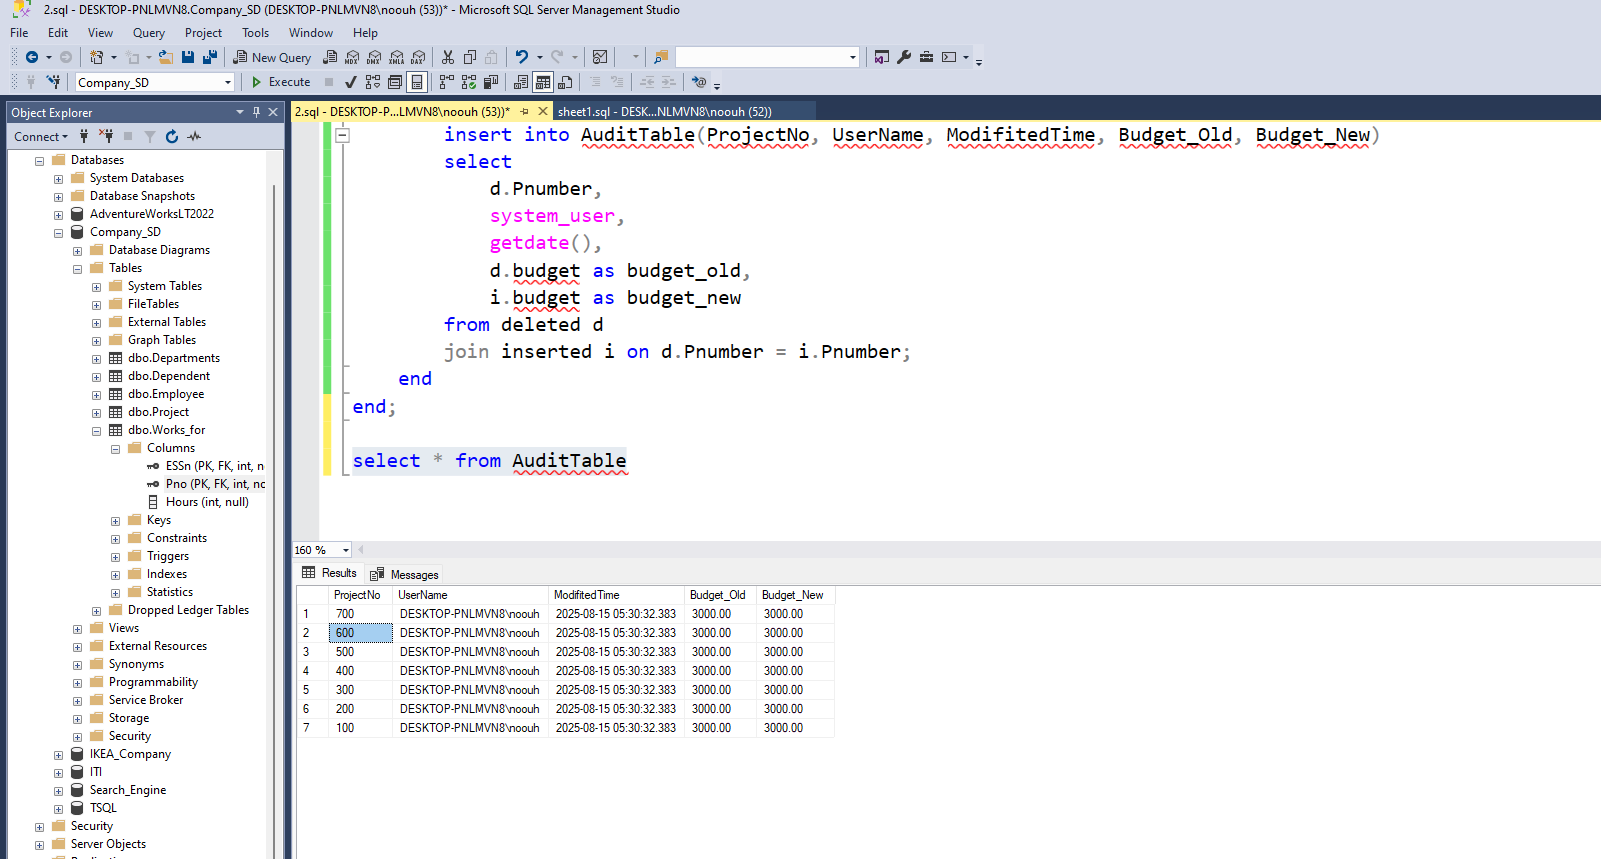 2.sql - DESKTOP-PNLMVN8.Company_SD (DESKTOP-PNLMVN8\noouh (53))* - Microsoft SQL Server Management Studio
File Edit View Query Project Tools Window Help
New Query MDX DMX XMLA DAX
Company_SD Execute
Object Explorer
2.sql - DESKTOP-P...LMVN8\noouh (53))* sheet1.sql - DESK...NLMVN8\noouh (52))
Connect
Databases
System Databases
Database Snapshots
AdventureWorksLT2022
Company_SD
Database Diagrams
Tables
System Tables
FileTables
External Tables
Graph Tables
dbo.Departments
dbo.Dependent
dbo.Employee
dbo.Project
dbo.Works_for
Columns
ESSn (PK, FK, int, n
Pno (PK, FK, int, nc
Hours (int, null)
Keys
Constraints
Triggers
Indexes
Statistics
Dropped Ledger Tables
Views
External Resources
Synonyms
Programmability
Service Broker
Storage
Security
IKEA_Company
ITI
Search_Engine
TSQL
Security
Server Objects
insert into AuditTable(ProjectNo, UserName, ModifitedTime, Budget_Old, Budget_New)
select
d.Pnumber,
system_user,
getdate(),
d.budget as budget_old,
i.budget as budget_new
from deleted d
join inserted i on d.Pnumber = i.Pnumber;
end
end;
select * from AuditTable
160 %
Results Messages
ProjectNo UserName ModifitedTime Budget_Old Budget_New
1 700 DESKTOP-PNLMVN8\noouh 2025-08-15 05:30:32.383 3000.00 3000.00
2 600 DESKTOP-PNLMVN8\noouh 2025-08-15 05:30:32.383 3000.00 3000.00
3 500 DESKTOP-PNLMVN8\noouh 2025-08-15 05:30:32.383 3000.00 3000.00
4 400 DESKTOP-PNLMVN8\noouh 2025-08-15 05:30:32.383 3000.00 3000.00
5 300 DESKTOP-PNLMVN8\noouh 2025-08-15 05:30:32.383 3000.00 3000.00
6 200 DESKTOP-PNLMVN8\noouh 2025-08-15 05:30:32.383 3000.00 3000.00
7 100 DESKTOP-PNLMVN8\noouh 2025-08-15 05:30:32.383 3000.00 3000.00